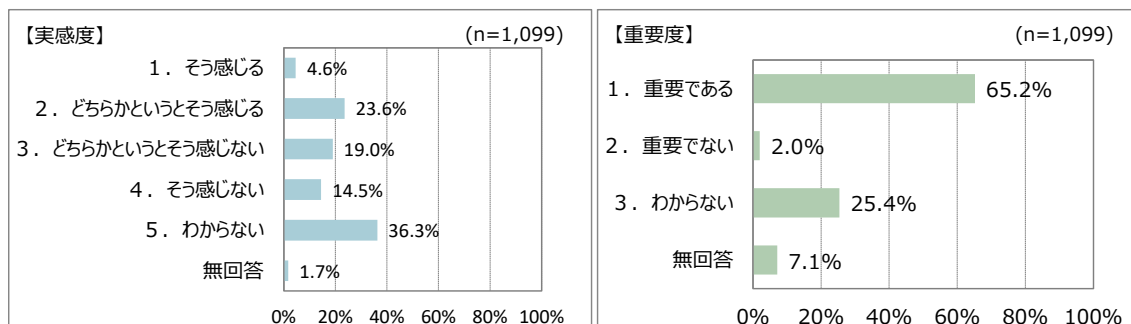 【実感度】 (n=1,099)
１．そう感じる 4.6%
２．どちらかというとそう感じる 23.6%
３．どちらかというとそう感じない 19.0%
４．そう感じない 14.5%
５．わからない 36.3%
無回答 1.7%
0% 20% 40% 60% 80% 100%
【重要度】 (n=1,099)
１．重要である 65.2%
２．重要でない 2.0%
３．わからない 25.4%
無回答 7.1%
0% 20% 40% 60% 80% 100%